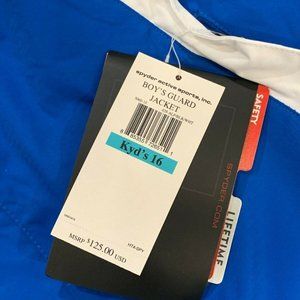 spyder active sports, inc.
BOY'S GUARD
JACKET
Kyd's 16
MSRP $125.00 USD
SAFETY
SPYDER.COM
LIFETIME